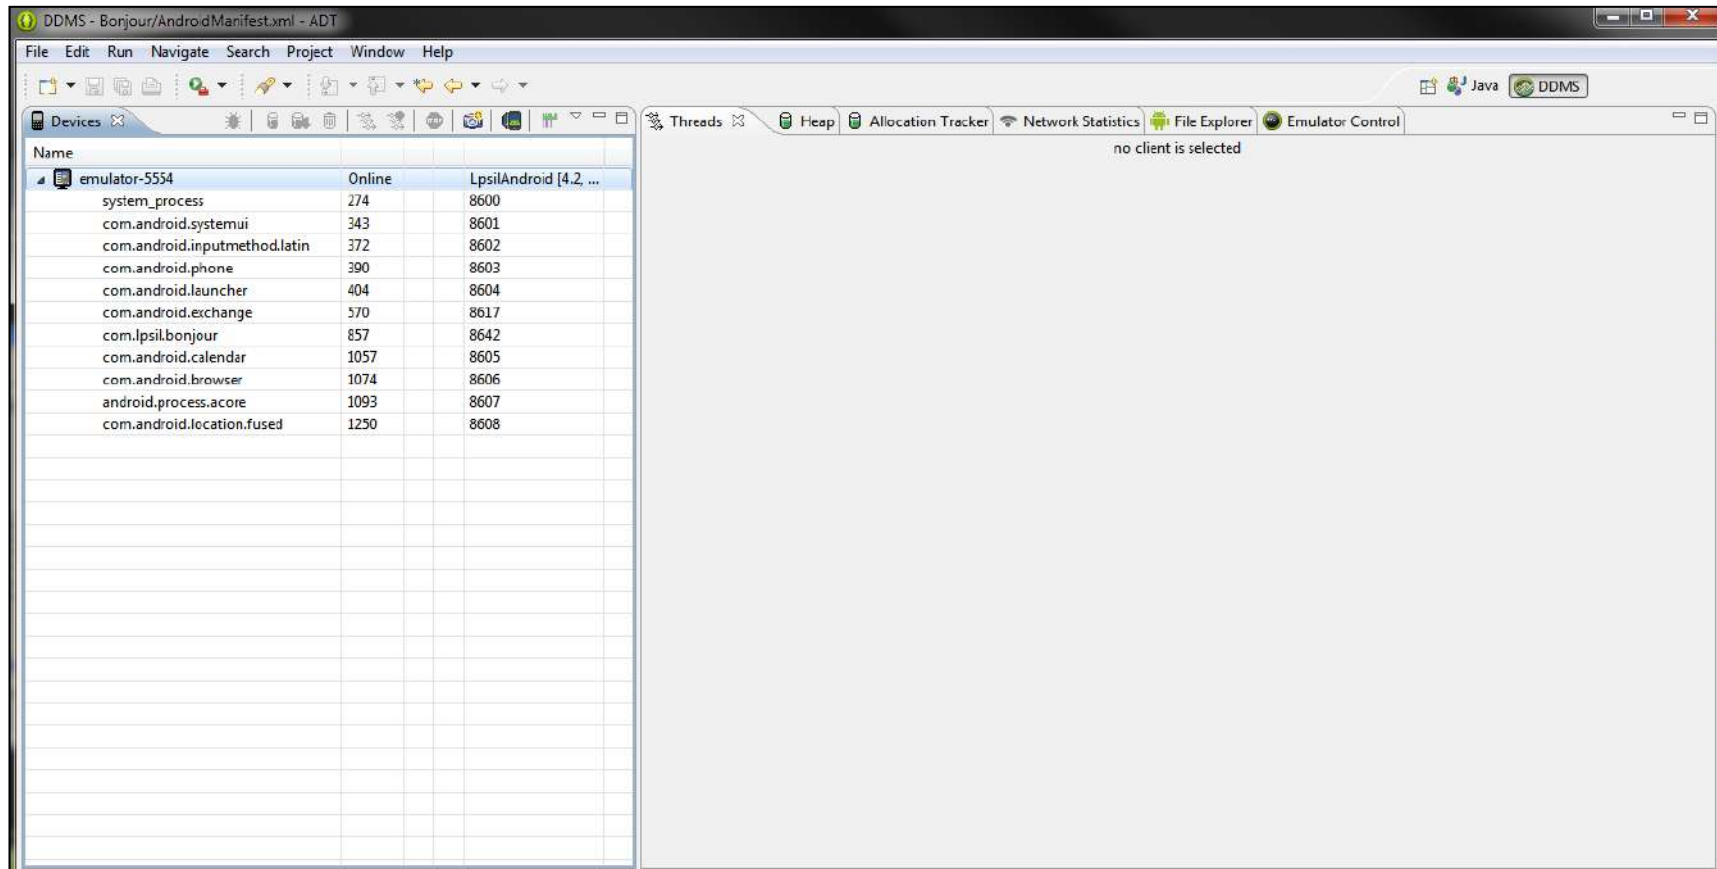 DDMS - Bonjour/AndroidManifest.xml - ADT
File Edit Run Navigate Search Project Window Help
Java DDMS
Devices
Threads Heap Allocation Tracker Network Statistics File Explorer Emulator Control
Name
no client is selected
emulator-5554 Online LpsilAndroid [4.2, ...
system_process 274 8600
com.android.systemui 343 8601
com.android.inputmethod.latin 372 8602
com.android.phone 390 8603
com.android.launcher 404 8604
com.android.exchange 570 8617
com.lpsil.bonjour 857 8642
com.android.calendar 1057 8605
com.android.browser 1074 8606
android.process.acore 1093 8607
com.android.location.fused 1250 8608